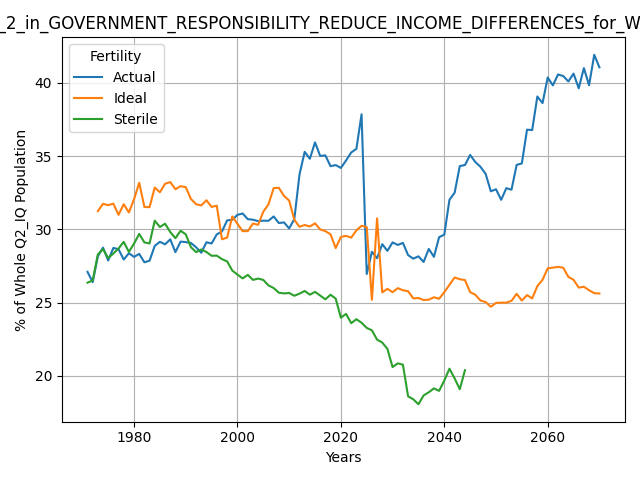 _2_in_GOVERNMENT_RESPONSIBILITY_REDUCE_INCOME_DIFFERENCES_for_W
Fertility
Actual
Ideal
Sterile
% of Whole Q2_IQ Population
40
35
30
25
20
1980
2000
2020
2040
2060
Years